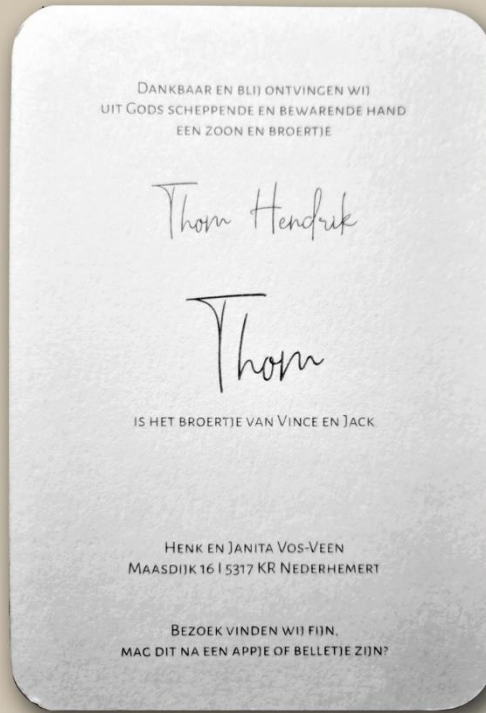 Dankbaar en blij ontvingen wij
uit Gods scheppende en bewarende hand
een zoon en broertje
Thom Hendrik
Thom
is het broertje van Vince en Jack
Henk en Janita Vos-Veen
Maasdijk 16 | 5317 KR Nederhemert
Bezoek vinden wij fijn,
mag dit na een appje of belletje zijn?